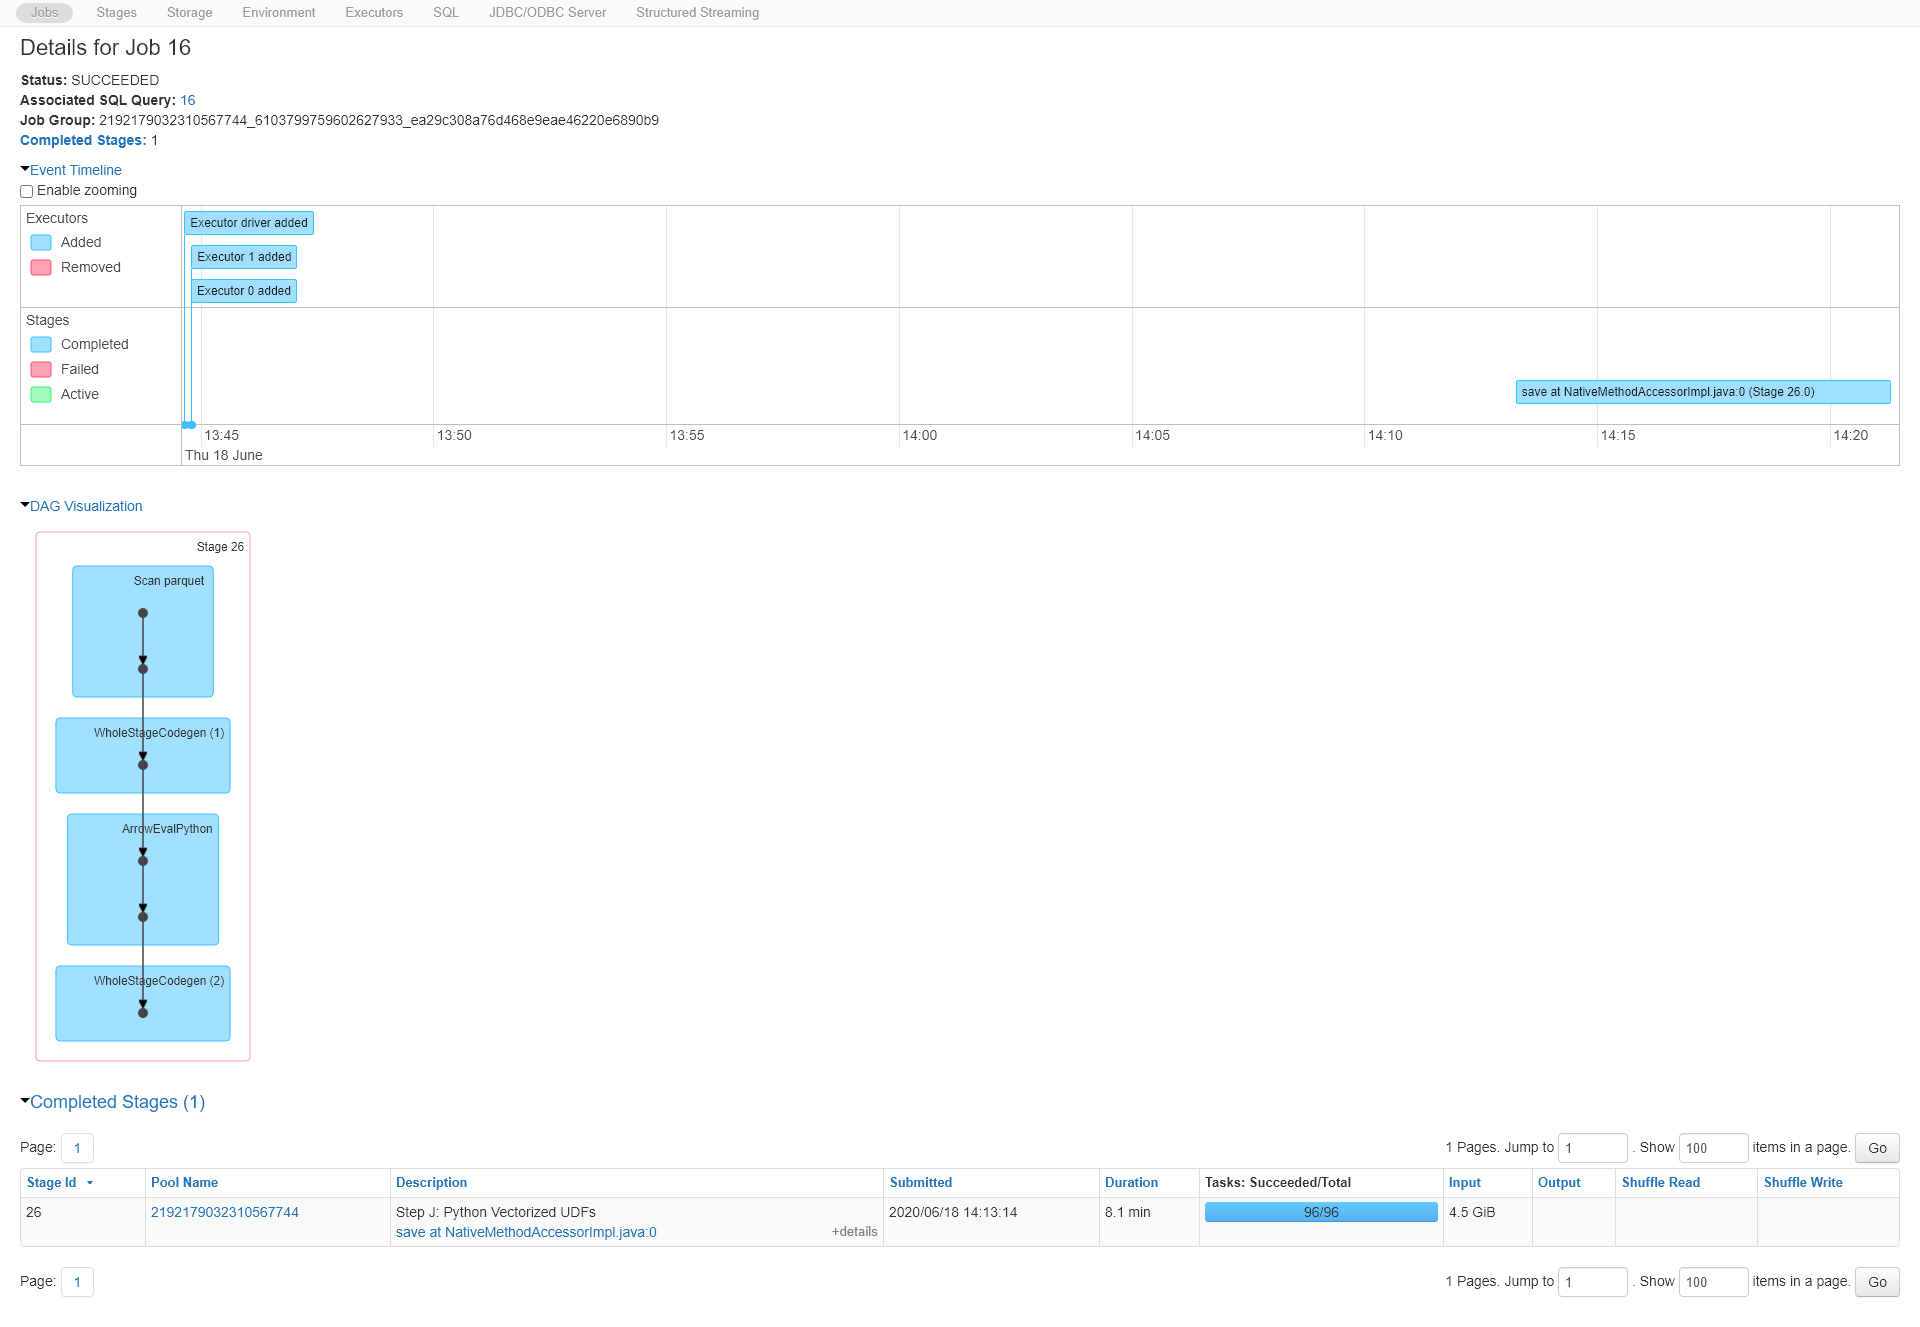 Jobs Stages Storage Environment Executors SQL JDBC/ODBC Server Structured Streaming
Details for Job 16
Status: SUCCEEDED
Associated SQL Query: 16
Job Group: 2192179032310567744_6103799759602627933_ea29c308a76d468e9eae46220e6890b9
Completed Stages: 1
Event Timeline
Enable zooming
Executors
Added
Removed
Executor driver added
Executor 1 added
Executor 0 added
Stages
Completed
Failed
Active
save at NativeMethodAccessorImpl.java:0 (Stage 26.0)
13:45 13:50 13:55 14:00 14:05 14:10 14:15 14:20
Thu 18 June
DAG Visualization
Stage 26
Scan parquet
WholeStageCodegen (1)
ArrowEvalPython
WholeStageCodegen (2)
Completed Stages (1)
Page: 1 1 Pages. Jump to 1 . Show 100 items in a page. Go
Stage Id Pool Name Description Submitted Duration Tasks: Succeeded/Total Input Output Shuffle Read Shuffle Write
26 2192179032310567744 Step J: Python Vectorized UDFs 2020/06/18 14:13:14 8.1 min 96/96 4.5 GiB
save at NativeMethodAccessorImpl.java:0 +details
Page: 1 1 Pages. Jump to 1 . Show 100 items in a page. Go